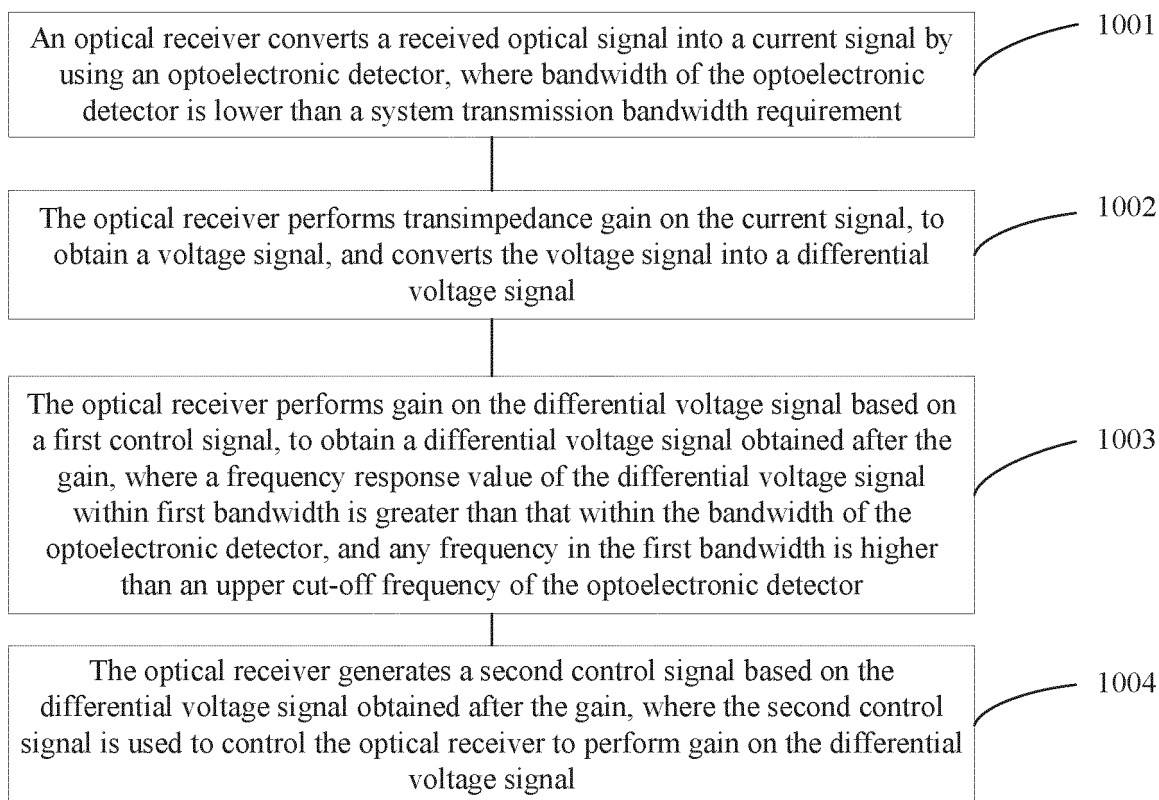 An optical receiver converts a received optical signal into a current signal by
using an optoelectronic detector, where bandwidth of the optoelectronic
detector is lower than a system transmission bandwidth requirement
1001
The optical receiver performs transimpedance gain on the current signal, to
obtain a voltage signal, and converts the voltage signal into a differential
voltage signal
1002
The optical receiver performs gain on the differential voltage signal based on
a first control signal, to obtain a differential voltage signal obtained after the
gain, where a frequency response value of the differential voltage signal
within first bandwidth is greater than that within the bandwidth of the
optoelectronic detector, and any frequency in the first bandwidth is higher
than an upper cut-off frequency of the optoelectronic detector
1003
The optical receiver generates a second control signal based on the
differential voltage signal obtained after the gain, where the second control
signal is used to control the optical receiver to perform gain on the differential
voltage signal
1004